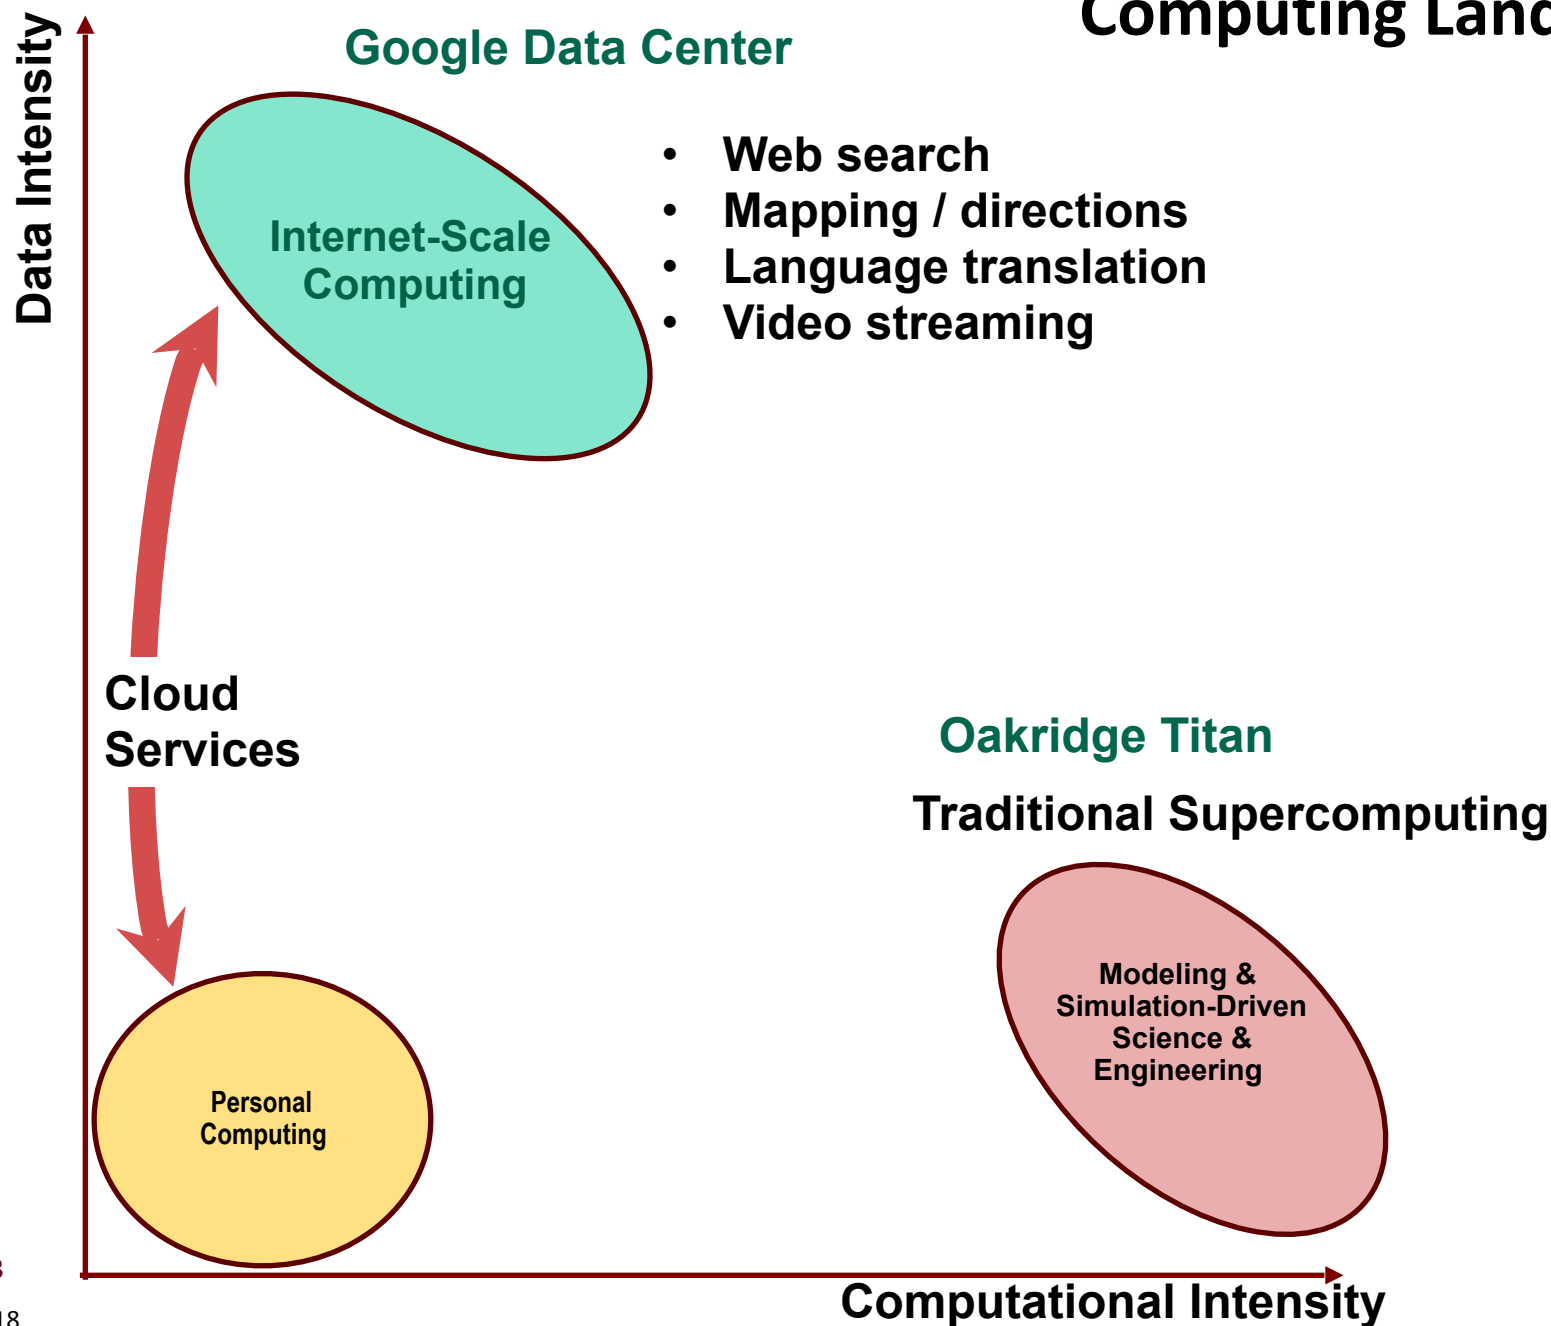 Computing Land
Data Intensity
Google Data Center
• Web search
• Mapping / directions
• Language translation
• Video streaming
Internet-Scale
Computing
Cloud
Services
Oakridge Titan
Traditional Supercomputing
Modeling &
Simulation-Driven
Science &
Engineering
Personal
Computing
Computational Intensity
18